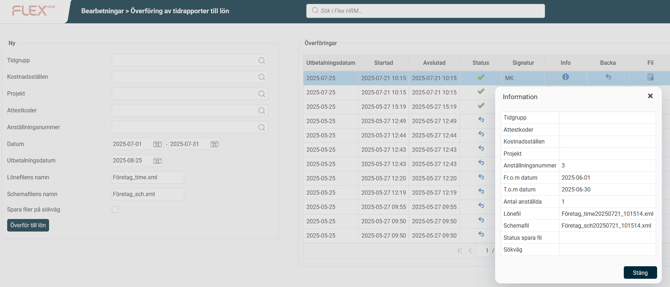 FLEX
Bearbetningar > Överföring av tidrapporter till lön
Sök i Flex HRM...
Ny
Tidgrupp
Kostnadsställen
Projekt
Attestkoder
Anställningsnummer
Datum 2025-07-01 - 2025-07-31
Utbetalningsdatum 2025-08-25
Lönefilens namn Företag_time.xml
Schemafilens namn Företag_sch.xml
Spara filer på sökväg
Överför till lön
Överföringar
Utbetalningsdatum Startad Avslutad Status Signatur Info Backa Fil
2025-07-25 2025-07-21 10:15 2025-07-21 10:15 MK
2025-07-25 2025-07-21 10:15 2025-07-21 10:15
2025-05-25 2025-05-27 15:19 2025-05-27 15:19
2025-05-25 2025-05-27 12:49 2025-05-27 12:49
2025-05-25 2025-05-27 12:44 2025-05-27 12:44
2025-05-25 2025-05-27 12:43 2025-05-27 12:43
2025-05-25 2025-05-27 12:43 2025-05-27 12:43
2025-05-25 2025-05-27 12:20 2025-05-27 12:20
2025-05-25 2025-05-27 12:19 2025-05-27 12:19
2025-05-25 2025-05-27 09:55 2025-05-27 09:55
2025-05-25 2025-05-27 09:50 2025-05-27 09:50
2025-05-25 2025-05-27 09:50 2025-05-27 09:50
1 /
Information
Tidgrupp
Attestkoder
Kostnadsställen
Projekt
Anställningsnummer 3
Fr.o.m datum 2025-06-01
T.o.m datum 2025-06-30
Antal anställda 1
Lönefil Företag_time20250721_101514.xml
Schemafil Företag_sch20250721_101514.xml
Status spara fil
Sökväg
Stäng